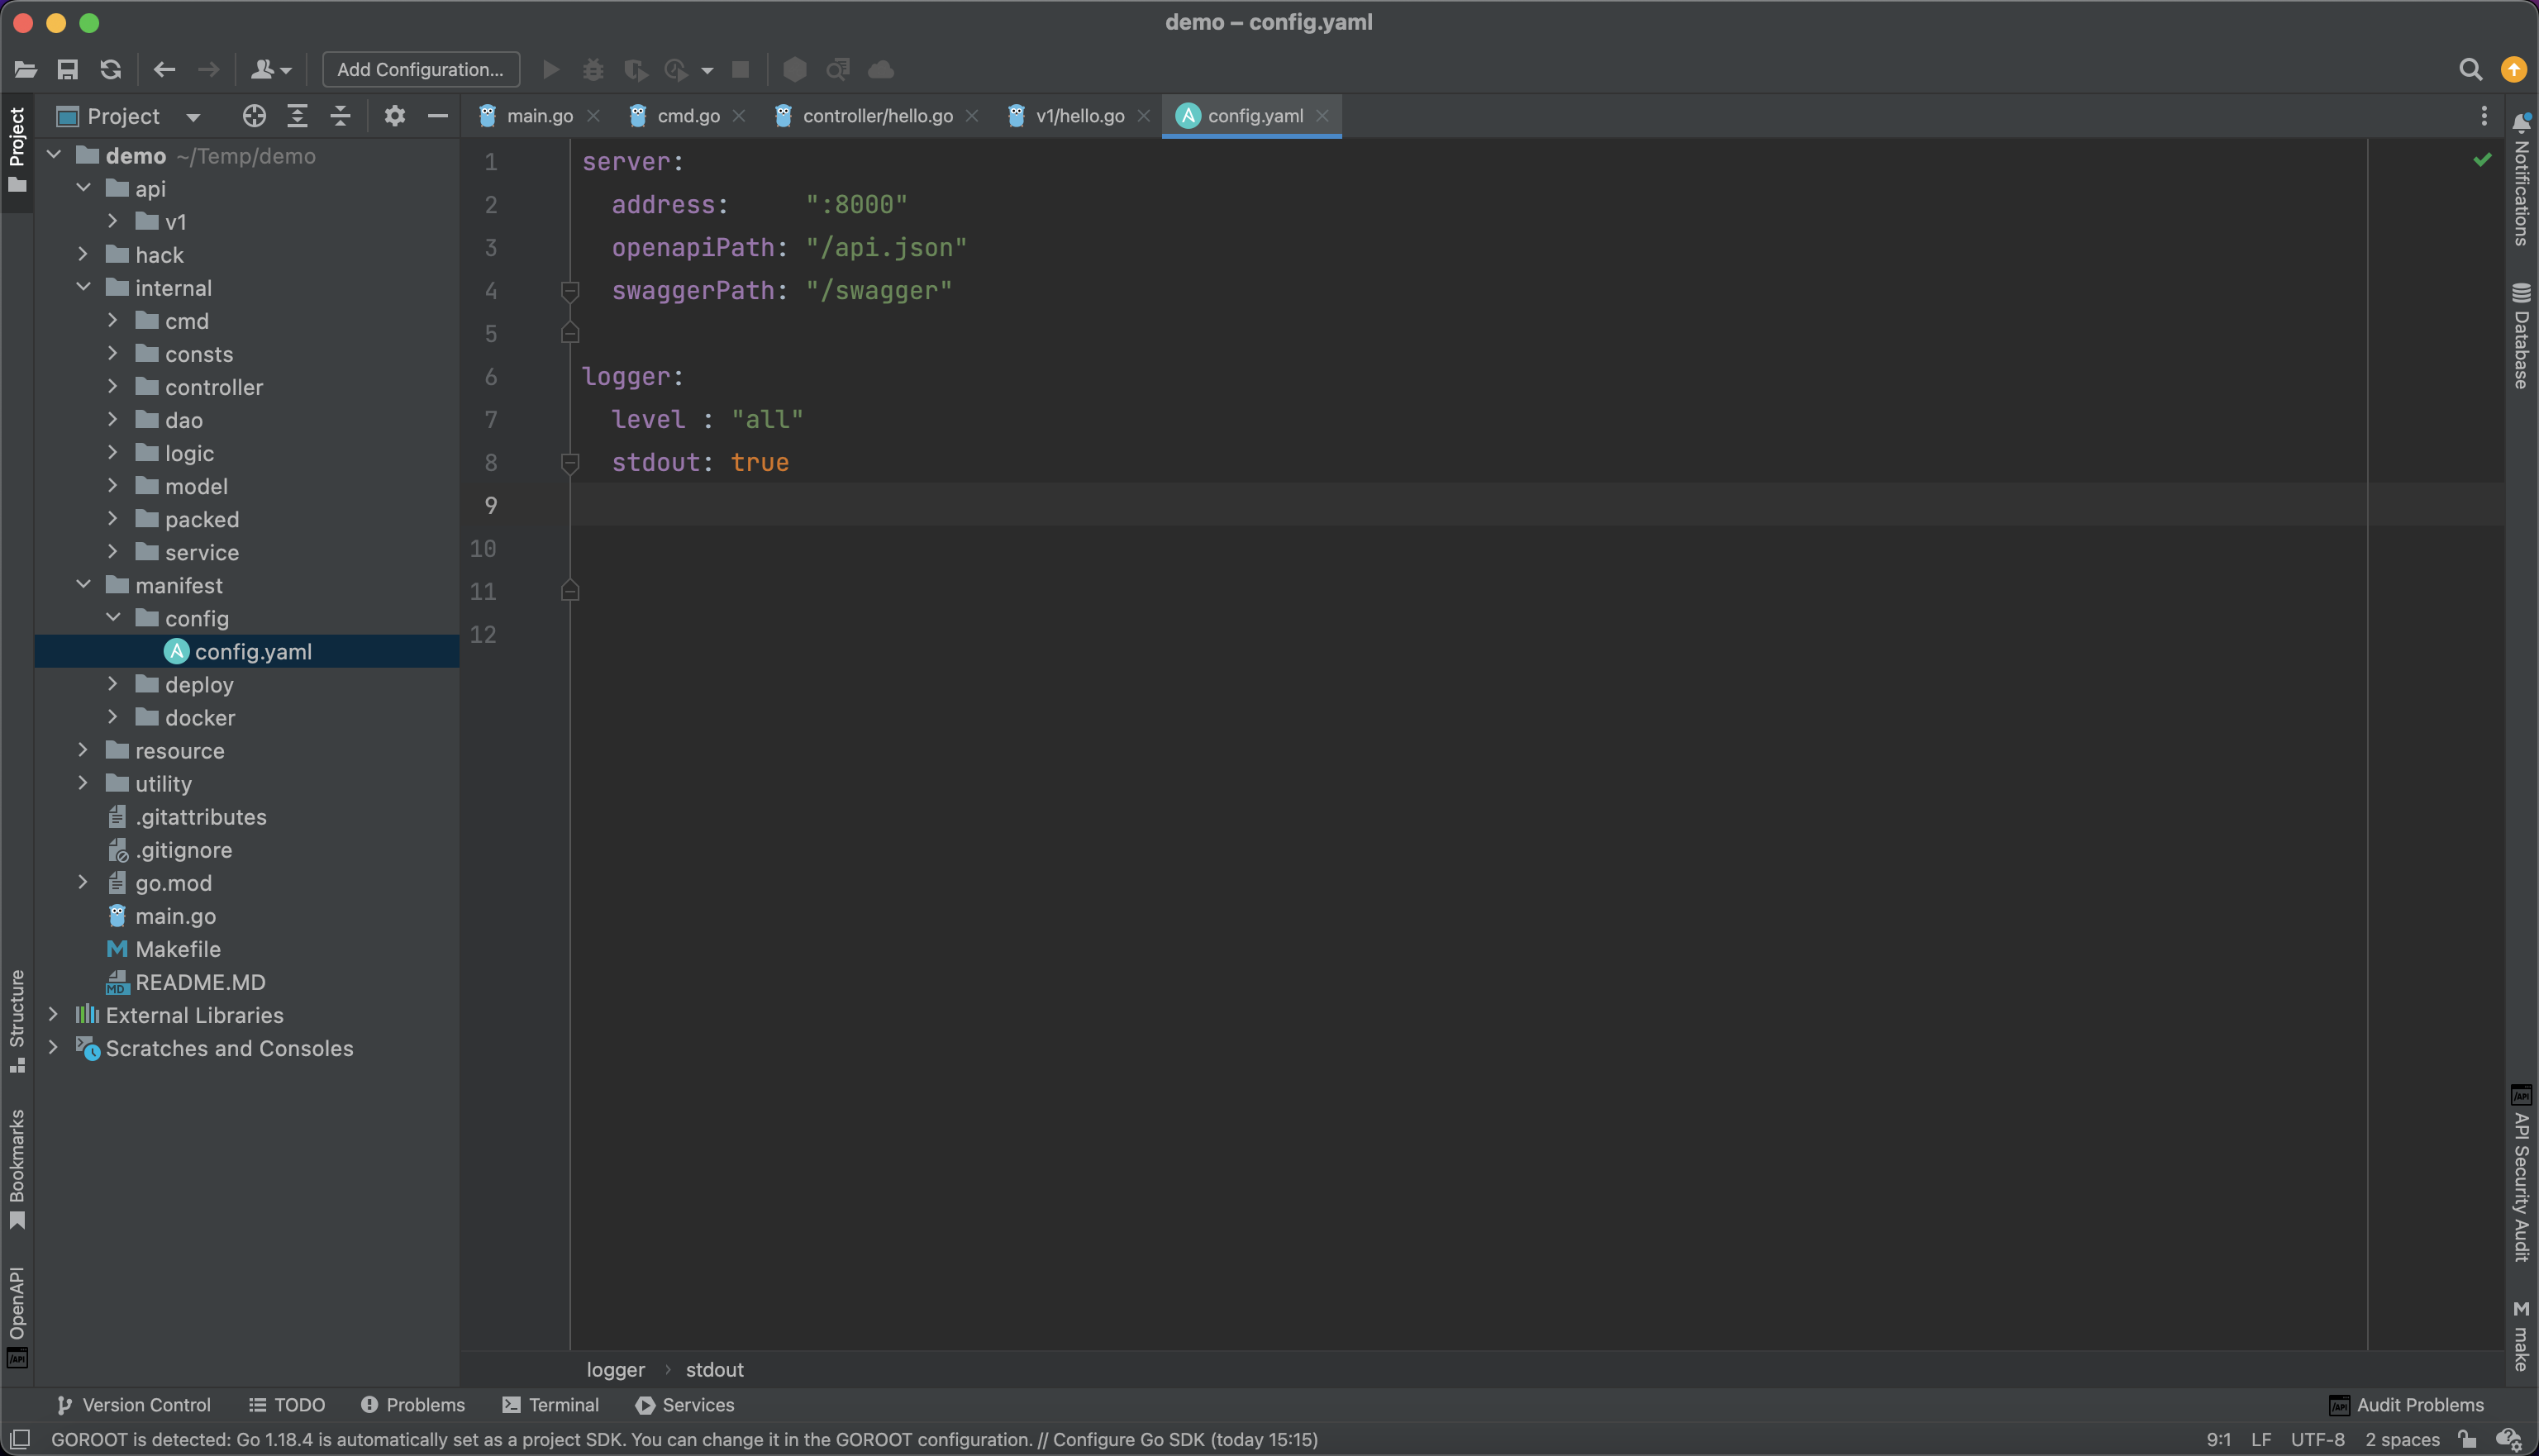 demo – config.yaml
Add Configuration...
Project
Project
main.go
cmd.go
controller/hello.go
v1/hello.go
config.yaml
demo ~/Temp/demo
api
v1
hack
internal
cmd
consts
controller
dao
logic
model
packed
service
manifest
config
config.yaml
deploy
docker
resource
utility
.gitattributes
.gitignore
go.mod
main.go
Makefile
README.MD
External Libraries
Scratches and Consoles
Structure
Bookmarks
OpenAPI
1 server:
2 address: ":8000"
3 openapiPath: "/api.json"
4 swaggerPath: "/swagger"
5
6 logger:
7 level : "all"
8 stdout: true
9
10
11
12
logger › stdout
Notifications
Database
API Security Audit
make
Version Control
TODO
Problems
Terminal
Services
Audit Problems
GOROOT is detected: Go 1.18.4 is automatically set as a project SDK. You can change it in the GOROOT configuration. // Configure Go SDK (today 15:15)
9:1 LF UTF-8 2 spaces